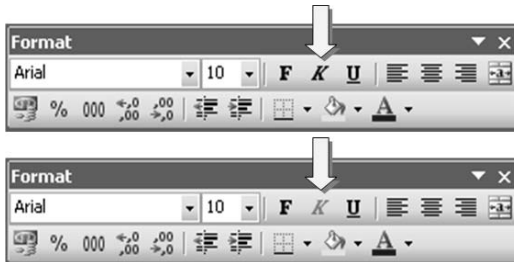 Format
Arial 10 F K U a
% 000 ,0 ,00 ,00 ,0 A
Format
Arial 10 F K U a
% 000 ,0 ,00 ,00 ,0 A